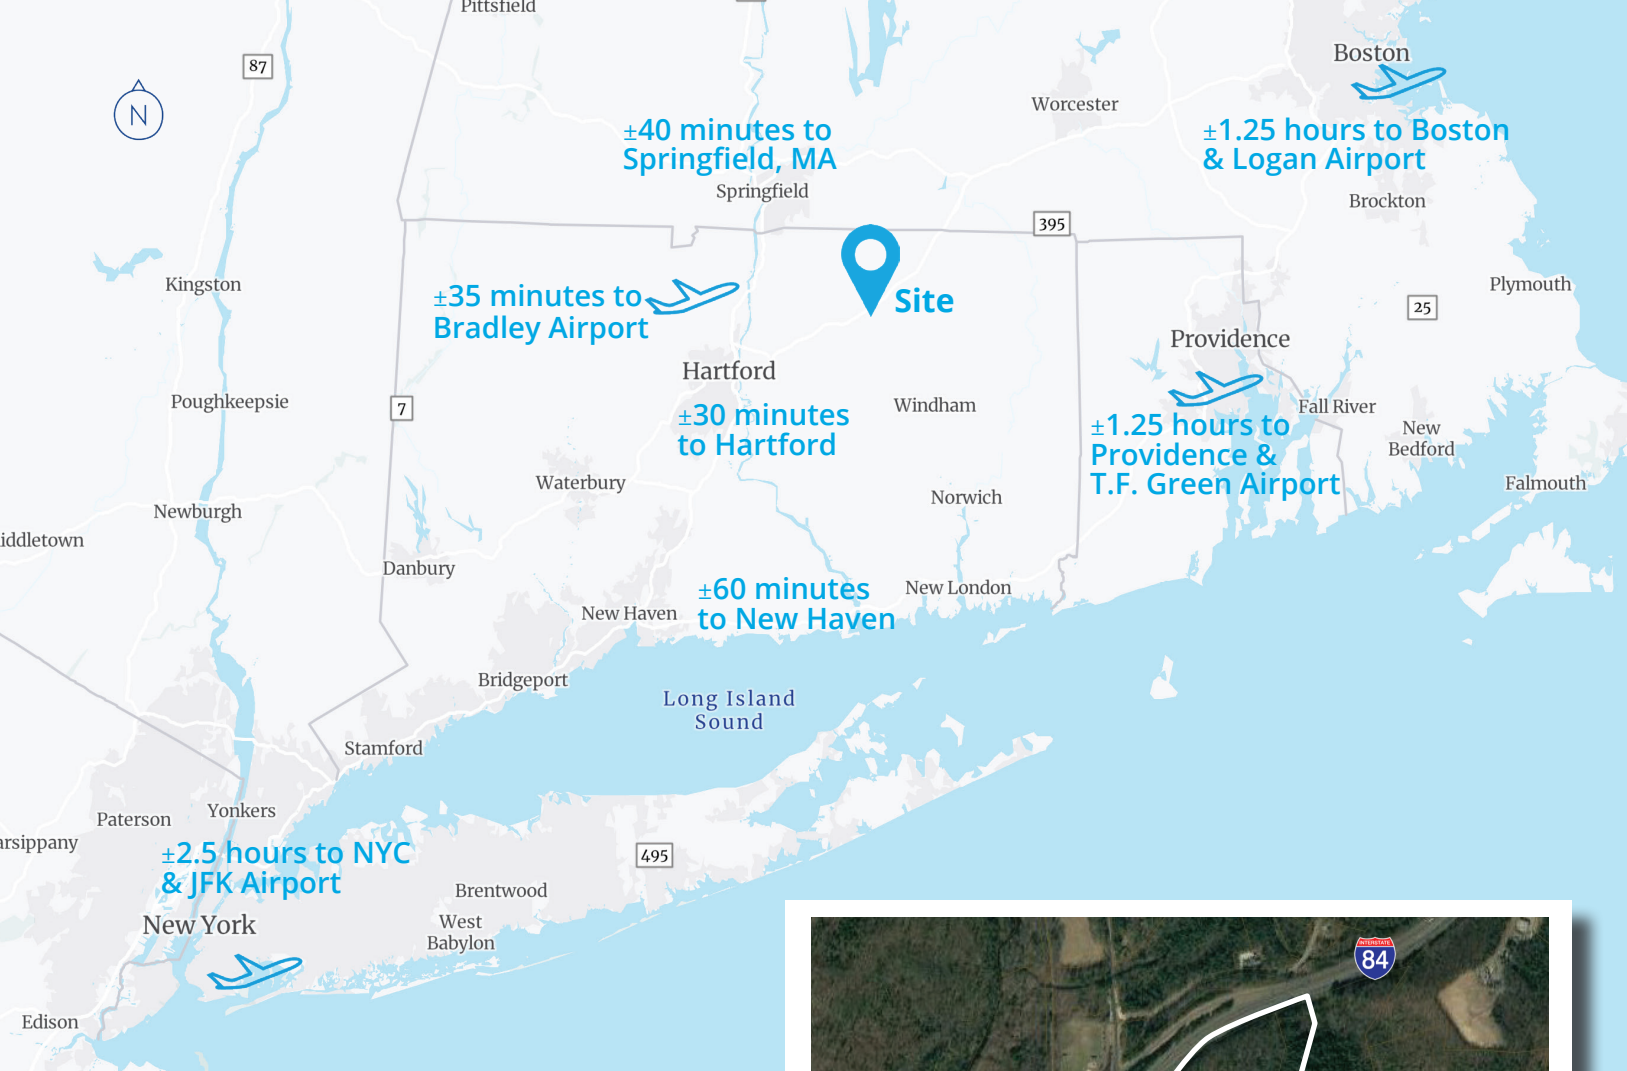 Pittsfield
87
N
Boston
Worcester
±40 minutes to
Springfield, MA
±1.25 hours to Boston
& Logan Airport
Springfield
Brockton
395
Kingston
±35 minutes to
Bradley Airport
Site
Plymouth
25
Providence
Hartford
Poughkeepsie
7
±30 minutes
to Hartford
Windham
±1.25 hours to
Providence &
T.F. Green Airport
Fall River
New
Bedford
Waterbury
Norwich
Falmouth
Newburgh
iddletown
Danbury
±60 minutes
to New Haven
New London
New Haven
Bridgeport
Long Island
Sound
Stamford
Paterson
Yonkers
arsippany
±2.5 hours to NYC
& JFK Airport
495
Brentwood
New York
West
Babylon
INTERSTATE
84
Edison